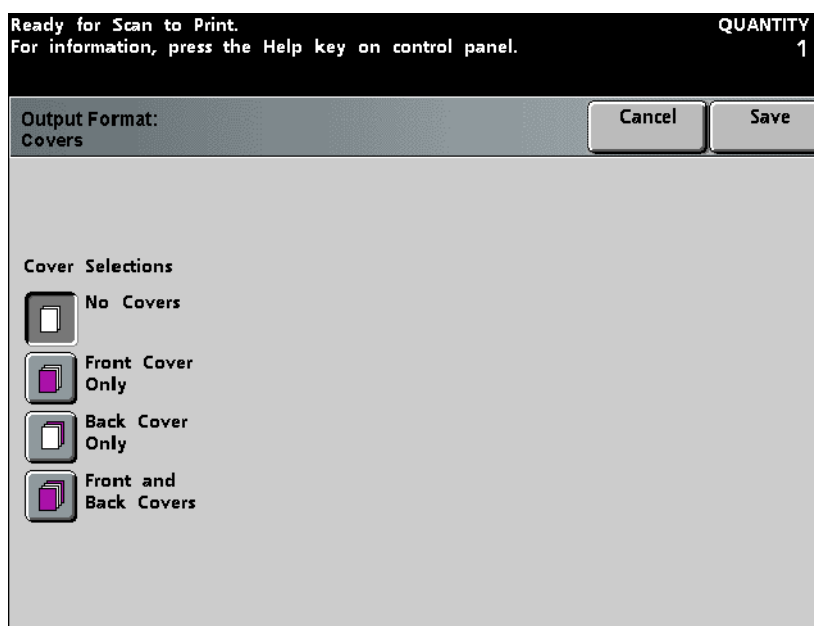 Ready for Scan to Print.
QUANTITY
For information, press the Help key on control panel.
1
Output Format:
Covers
Cancel
Save
Cover Selections
No Covers
Front Cover
Only
Back Cover
Only
Front and
Back Covers